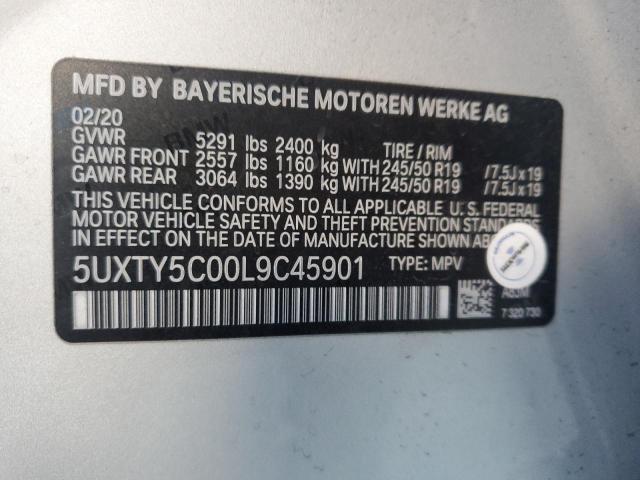 MFD BY BAYERISCHE MOTOREN WERKE AG
02/20
GVWR 5291 lbs 2400 kg TIRE / RIM
GAWR FRONT 2557 lbs 1160 kg WITH 245/50 R19 /7.5J x 19
GAWR REAR 3064 lbs 1390 kg WITH 245/50 R19 /7.5J x 19
THIS VEHICLE CONFORMS TO ALL APPLICABLE U. S. FEDERAL
MOTOR VEHICLE SAFETY AND THEFT PREVENTION STANDARDS
IN EFFECT ON THE DATE OF MANUFACTURE SHOWN ABOVE
5UXTY5C00L9C45901 TYPE: MPV
7 320 730